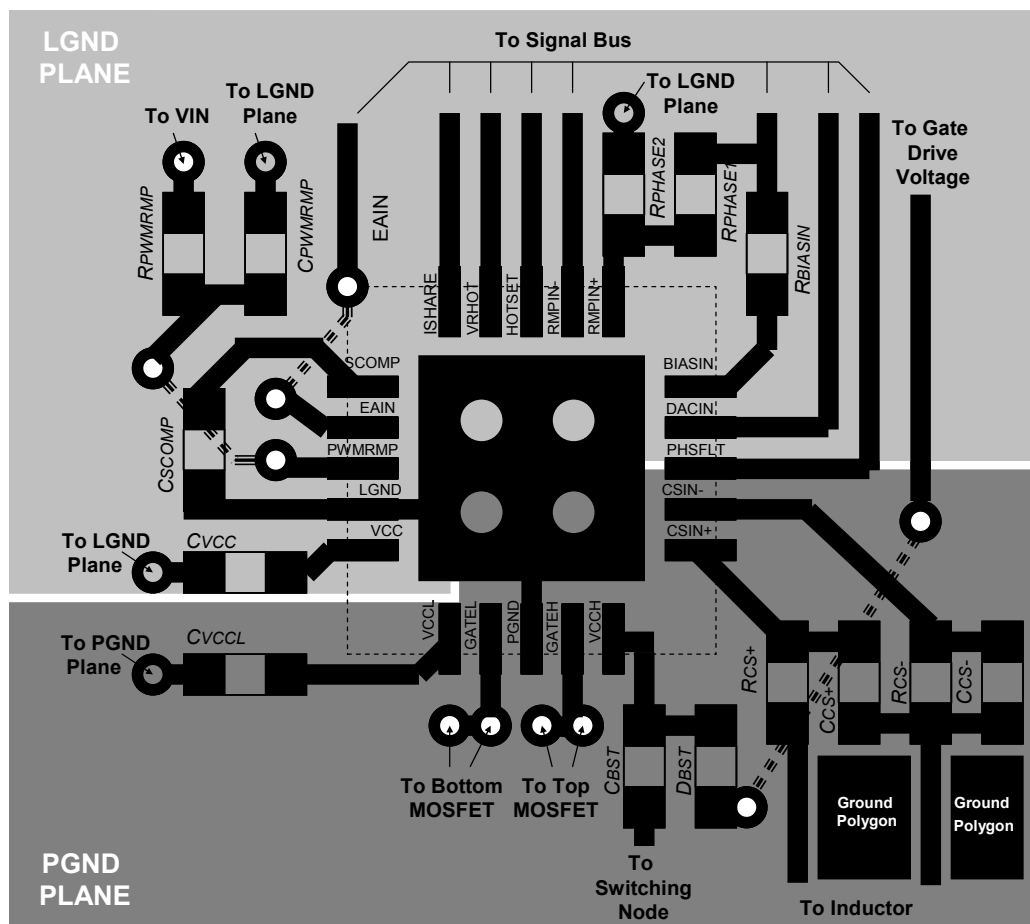 LGND
PLANE
To Signal Bus
To VIN
To LGND
Plane
To LGND
Plane
To Gate
Drive
Voltage
RPWMRMP
CPWMRMP
EAIN
RPHASE2
RPHASE1
RBIASIN
ISHARE
VRHOT
HOTSET
RMPIN-
RMPIN+
SCOMP
EAIN
PWMRMP
LGND
VCC
BIASIN
DACIN
PHSFLT
CSIN-
CSIN+
CSCOMP
To LGND
Plane
CVCC
To PGND
Plane
CVCCL
VCCL
GATEL
PGND
GATEH
VCCH
RCS+
CCS+
RCS-
CCS-
To Bottom
MOSFET
To Top
MOSFET
CBST
DBST
Ground
Polygon
Ground
Polygon
PGND
PLANE
To
Switching
Node
To Inductor